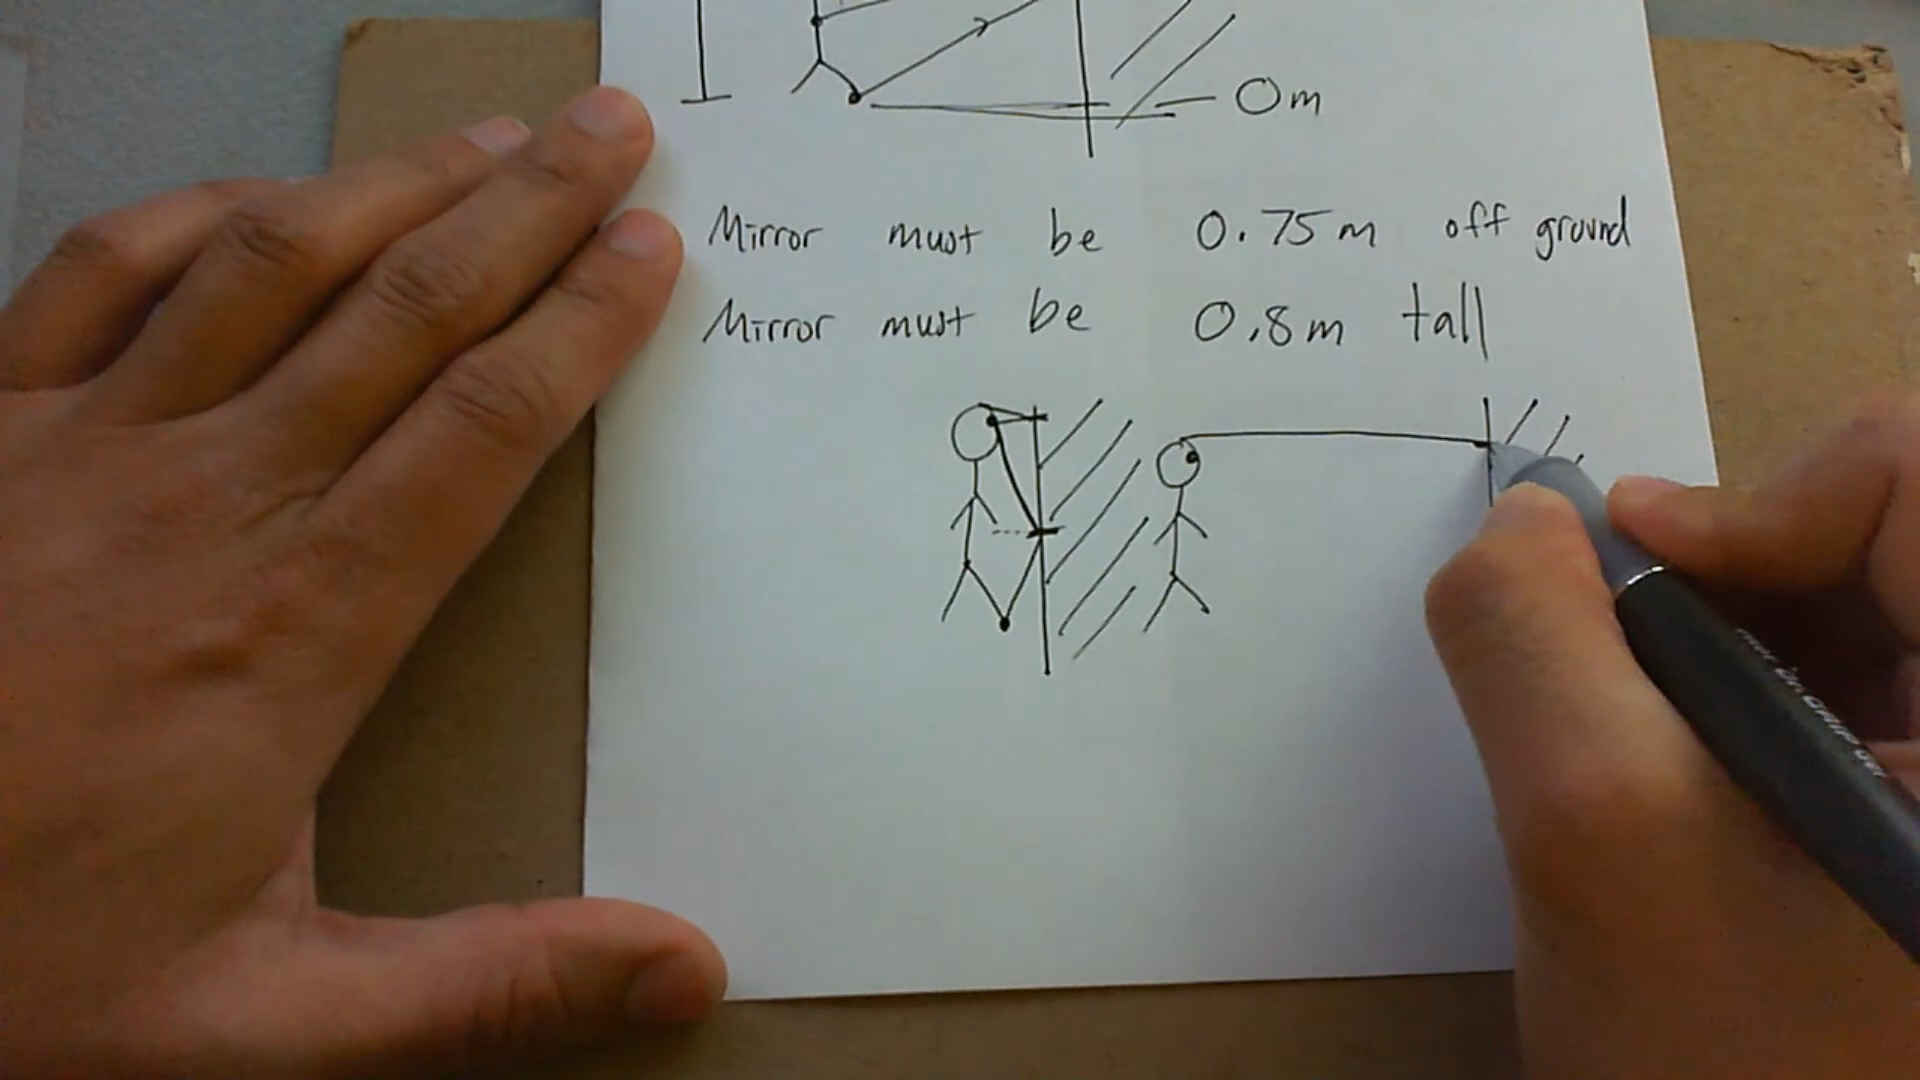 0m
Mirror must be 0.75m off ground
Mirror must be 0.8m tall